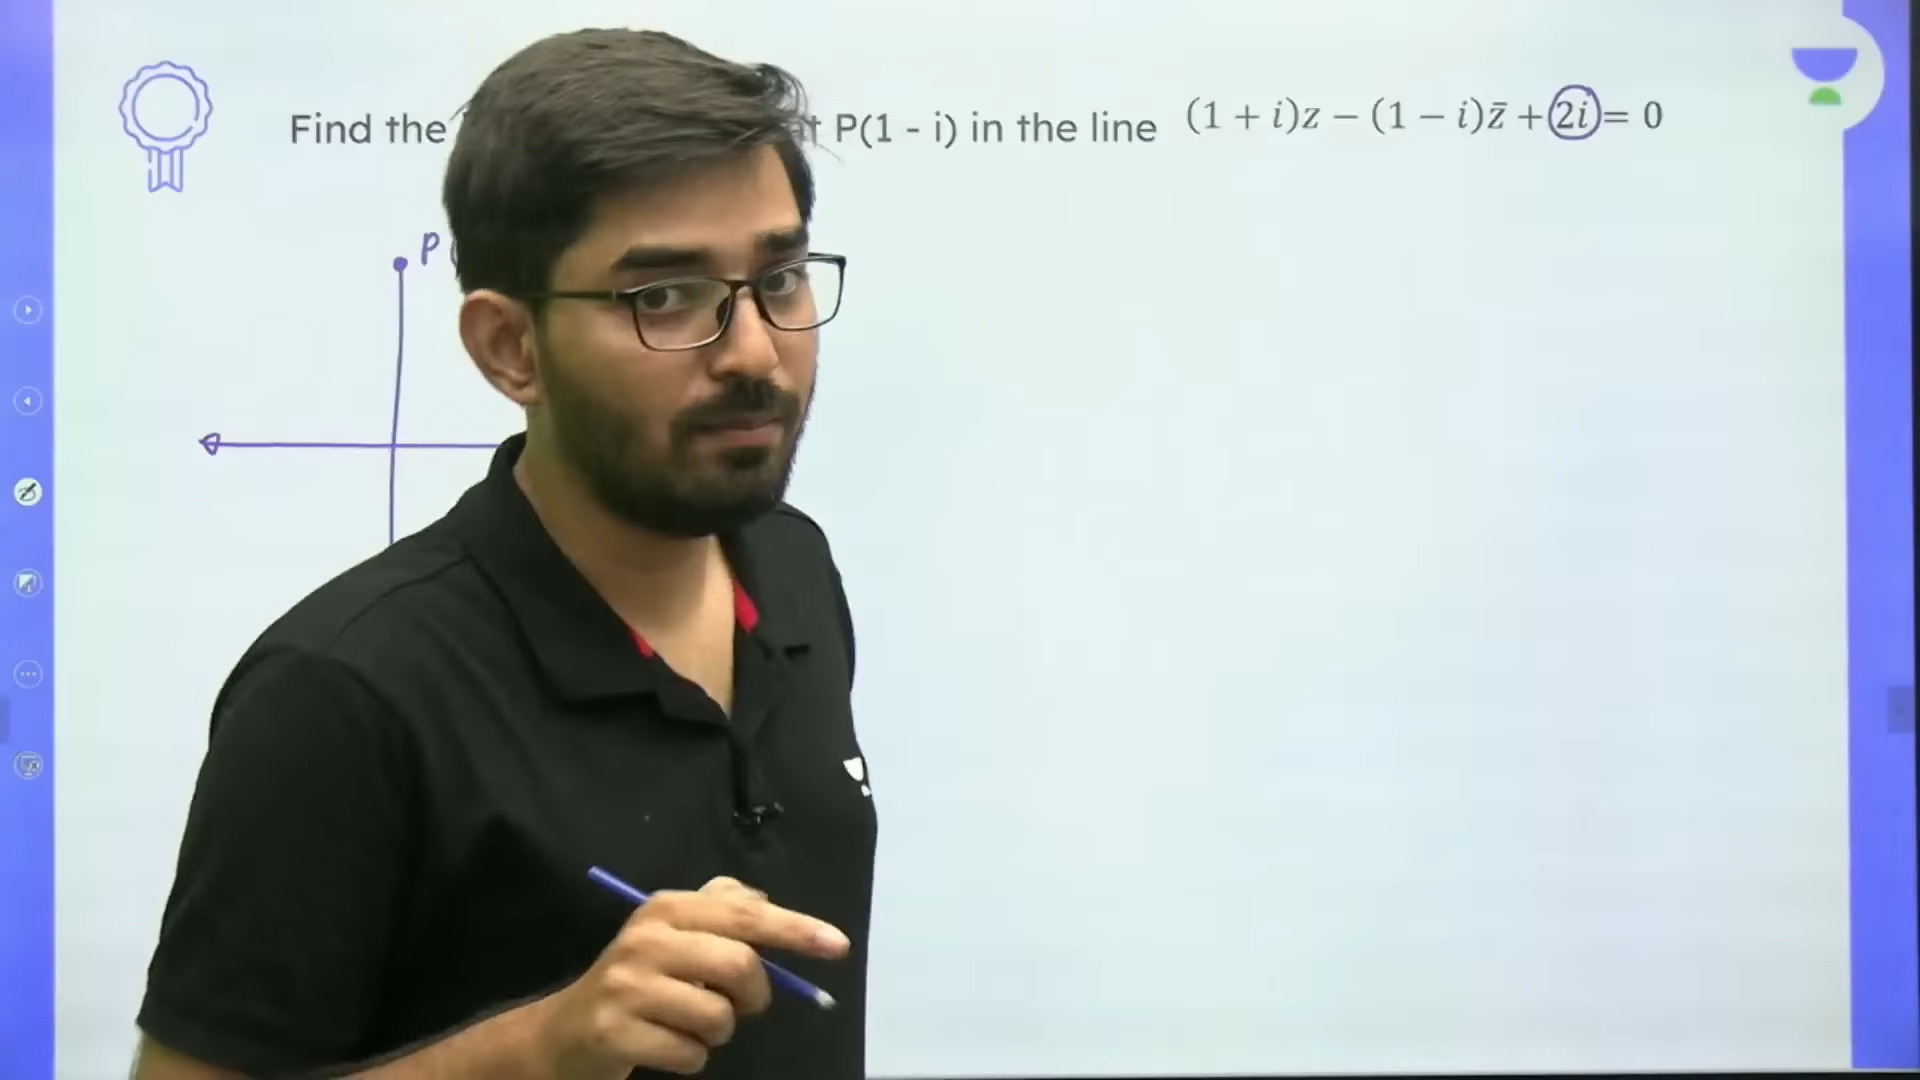 Find the P(1 - i) in the line (1 + i)z − (1 − i)z̄ + 2i = 0
P